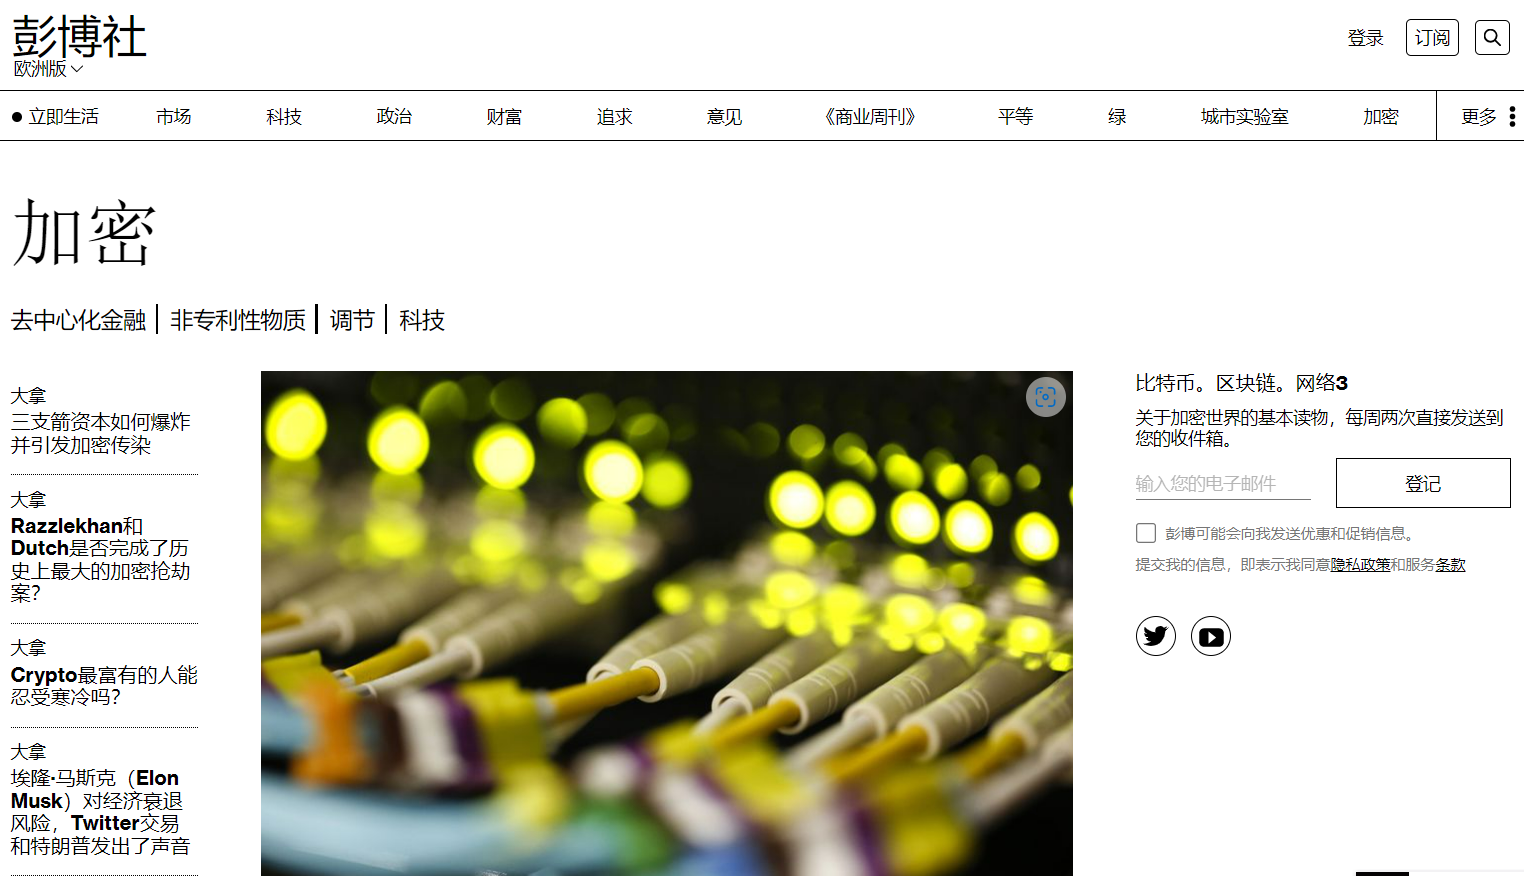 彭博社
欧洲版
登录
订阅
立即生活
市场
科技
政治
财富
追求
意见
《商业周刊》
平等
绿
城市实验室
加密
更多
加密
去中心化金融
非专利性物质
调节
科技
大拿
三支箭资本如何爆炸
并引发加密传染
大拿
Razzlekhan和
Dutch是否完成了历
史上最大的加密抢劫
案？
大拿
Crypto最富有的人能
忍受寒冷吗？
大拿
埃隆·马斯克（Elon
Musk）对经济衰退
风险，Twitter交易
和特朗普发出了声音
比特币。区块链。网络3
关于加密世界的基本读物，每周两次直接发送到
您的收件箱。
输入您的电子邮件
登记
彭博可能会向我发送优惠和促销信息。
提交我的信息，即表示我同意隐私政策和服务条款